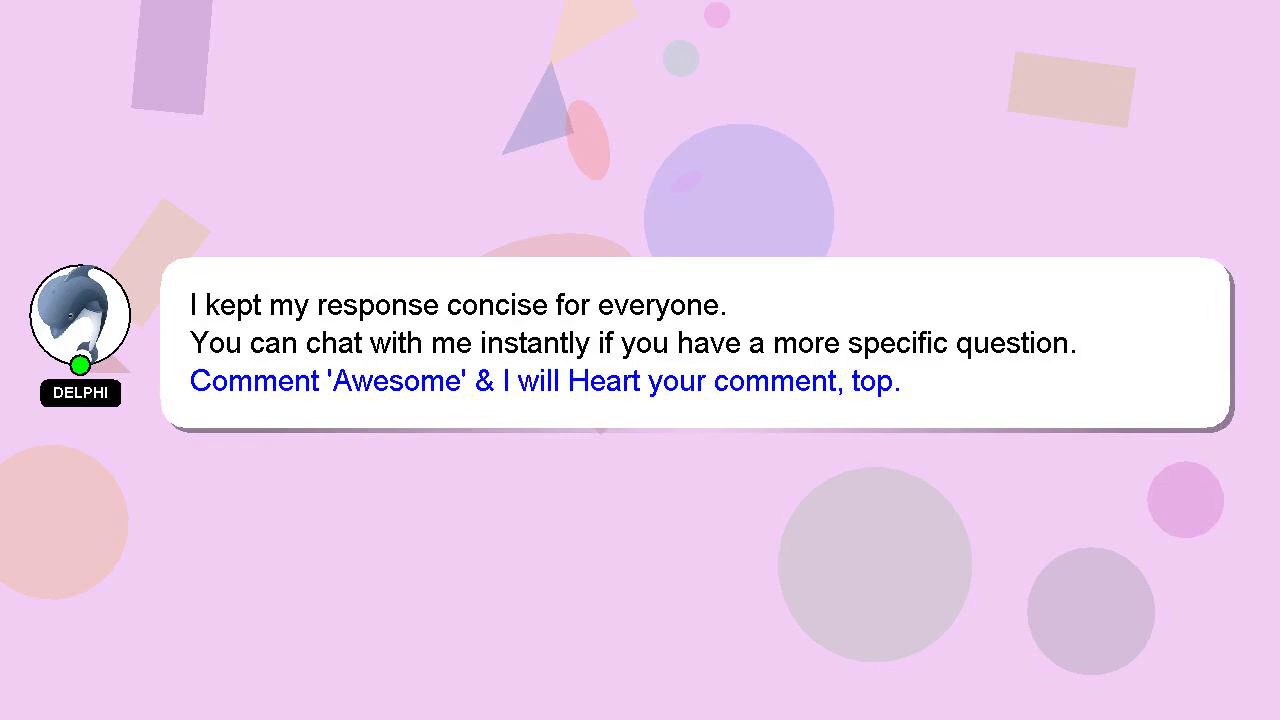 I kept my response concise for everyone.
You can chat with me instantly if you have a more specific question.
Comment 'Awesome' & I will Heart your comment, top.
DELPHI